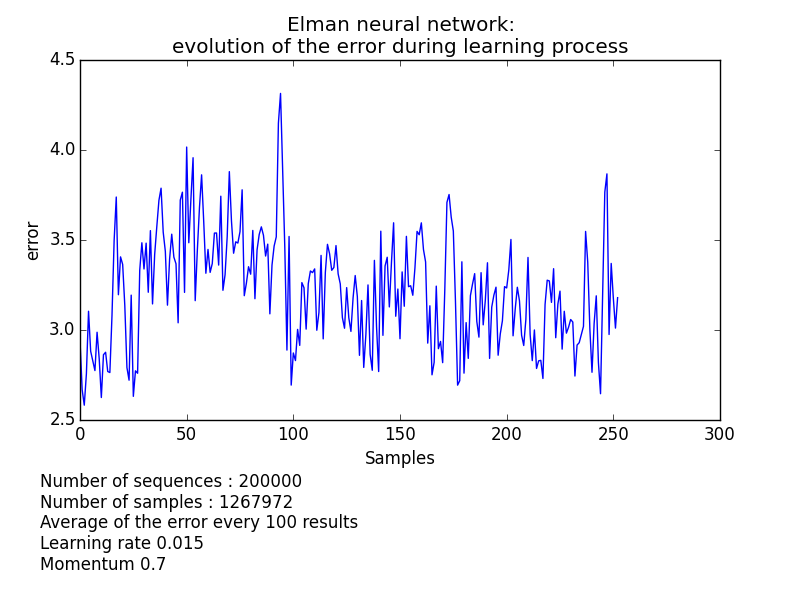 Elman neural network:
evolution of the error during learning process
4.5
4.0
3.5
3.0
2.5
error
0 50 100 150 200 250 300
Samples
Number of sequences : 200000
Number of samples : 1267972
Average of the error every 100 results
Learning rate 0.015
Momentum 0.7